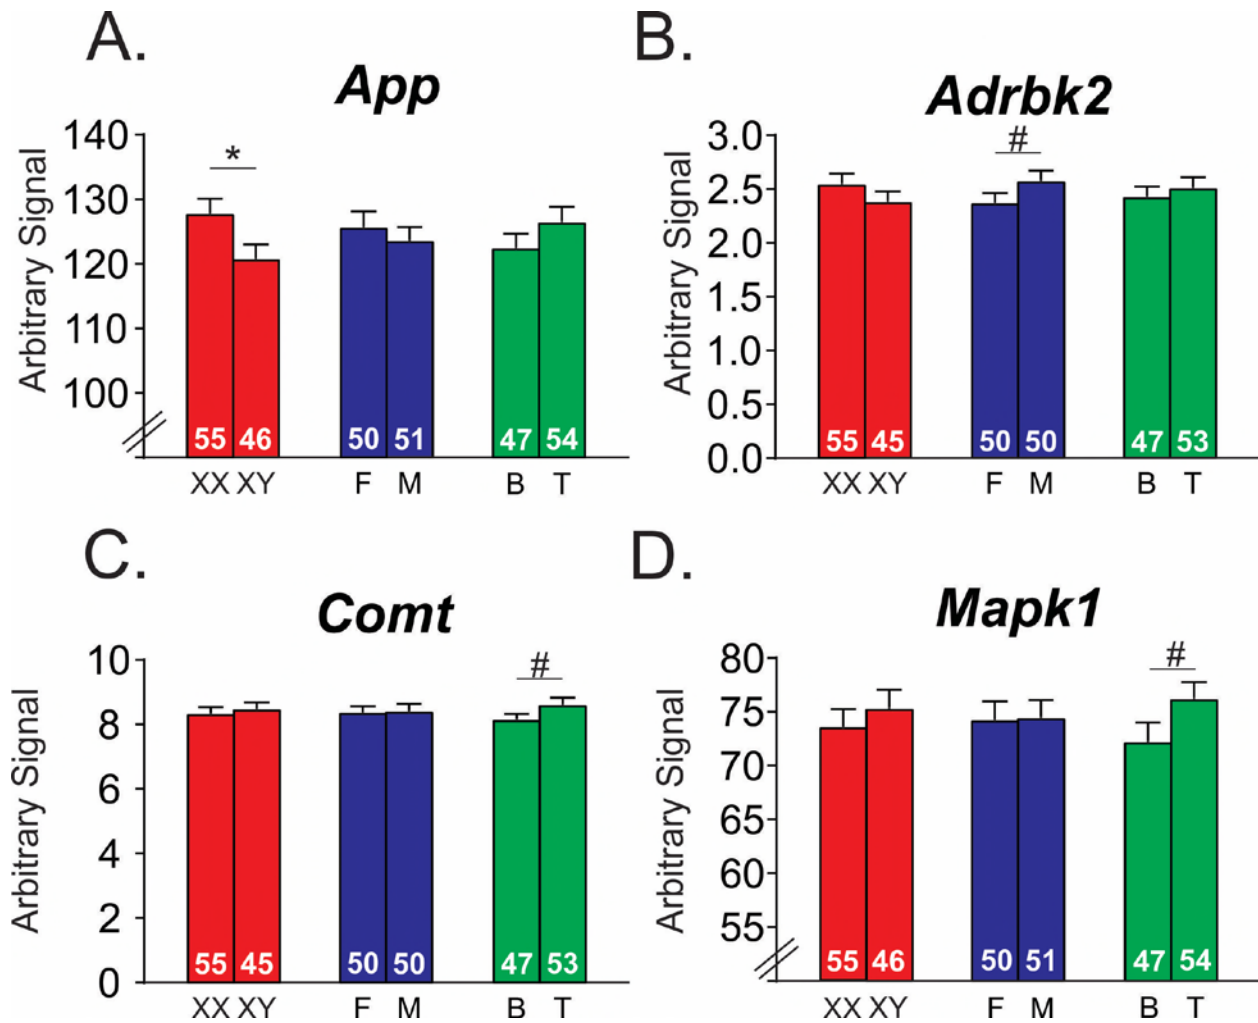 A.
App
Arbitrary Signal
140
130
120
110
100
*
55 46 50 51 47 54
XX XY F M B T
B.
Adrbk2
Arbitrary Signal
3.0
2.5
2.0
1.5
1.0
0.5
0.0
#
55 45 50 50 47 53
XX XY F M B T
C.
Comt
Arbitrary Signal
10
8
6
4
2
0
#
55 45 50 50 47 53
XX XY F M B T
D.
Mapk1
Arbitrary Signal
80
75
70
65
60
55
#
55 46 50 51 47 54
XX XY F M B T